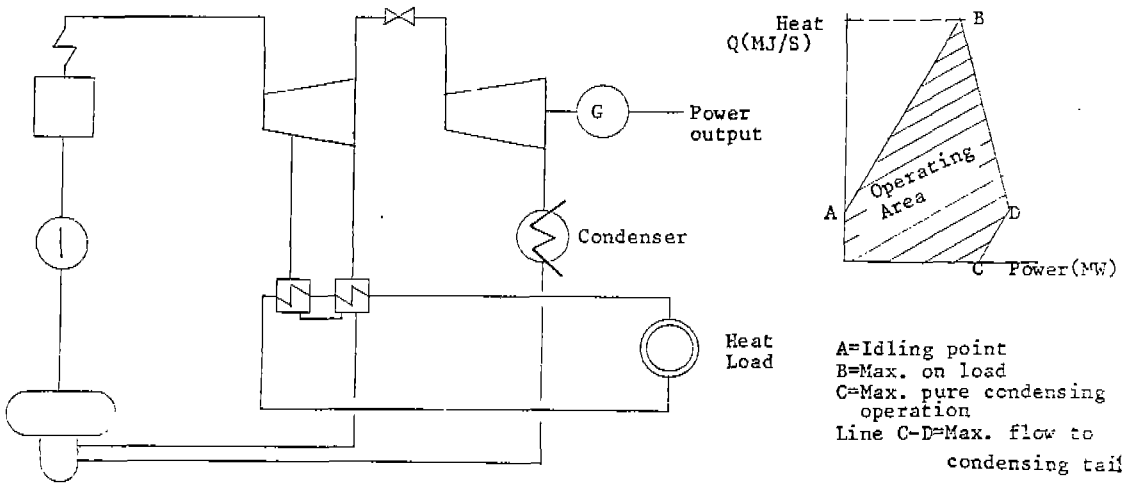 Heat
Q(MJ/S)
B
G
Power
output
Operating
Area
A
D
C
Power(MW)
Condenser
Heat
Load
A=Idling point
B=Max. on load
C=Max. pure condensing
operation
Line C-D=Max. flow to
condensing tail